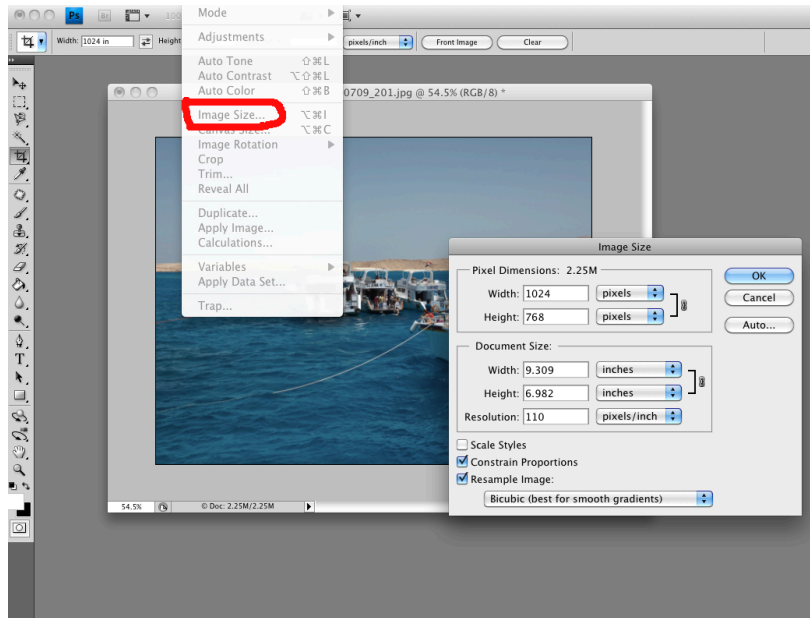 Ps
Br
100
Mode
Width: 1024 in
Height
pixels/inch
Front Image
Clear
Adjustments
Auto Tone ⇧⌘L
Auto Contrast ⌥⇧⌘L
Auto Color ⇧⌘B
Image Size... ⌥⌘I
Canvas Size... ⌥⌘C
Image Rotation
Crop
Trim...
Reveal All
Duplicate...
Apply Image...
Calculations...
Variables
Apply Data Set...
Trap...
0709_201.jpg @ 54.5% (RGB/8) *
54.5%
© Doc: 2.25M/2.25M
Image Size
Pixel Dimensions: 2.25M
Width: 1024 pixels
Height: 768 pixels
Document Size:
Width: 9.309 inches
Height: 6.982 inches
Resolution: 110 pixels/inch
Scale Styles
Constrain Proportions
Resample Image:
Bicubic (best for smooth gradients)
OK
Cancel
Auto...
T